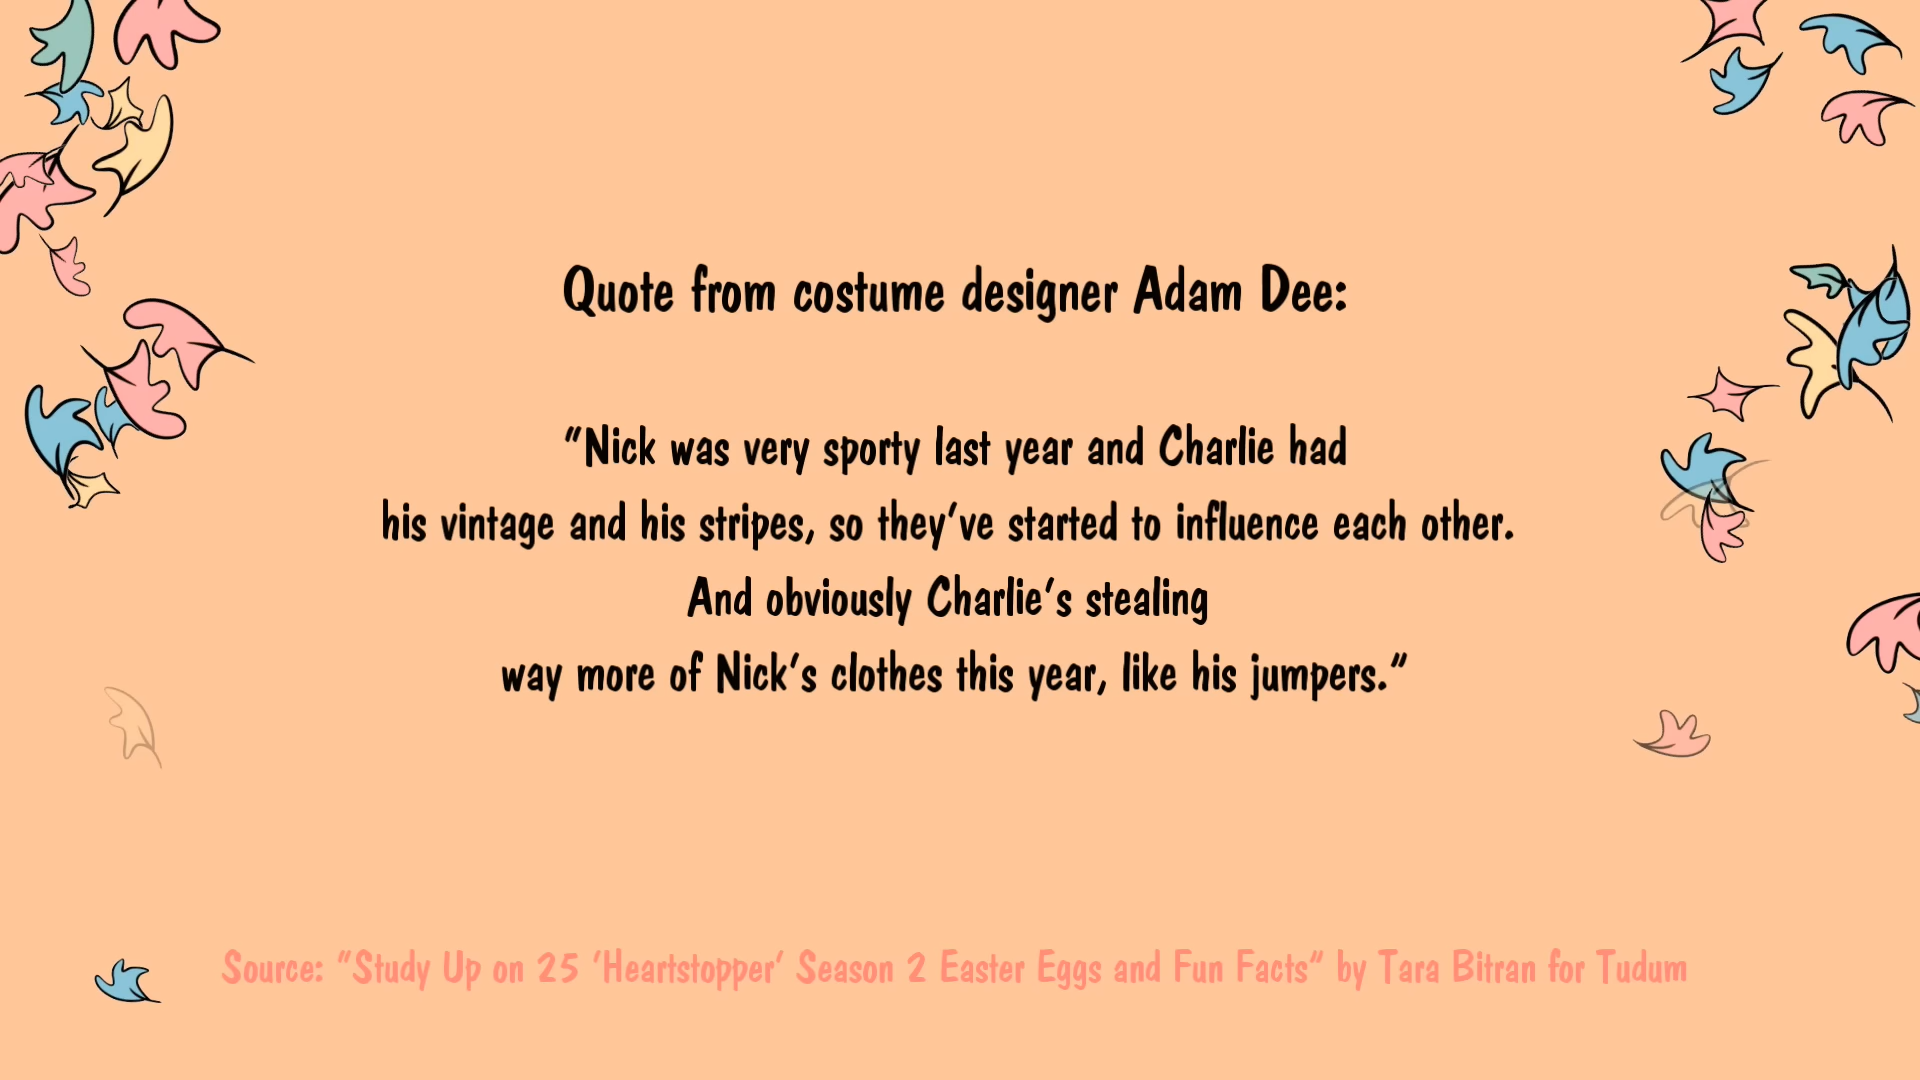 Quote from costume designer Adam Dee:
"Nick was very sporty last year and Charlie had
his vintage and his stripes, so they've started to influence each other.
And obviously Charlie's stealing
way more of Nick's clothes this year, like his jumpers."
Source: "Study Up on 25 'Heartstopper' Season 2 Easter Eggs and Fun Facts" by Tara Bitran for Tudum